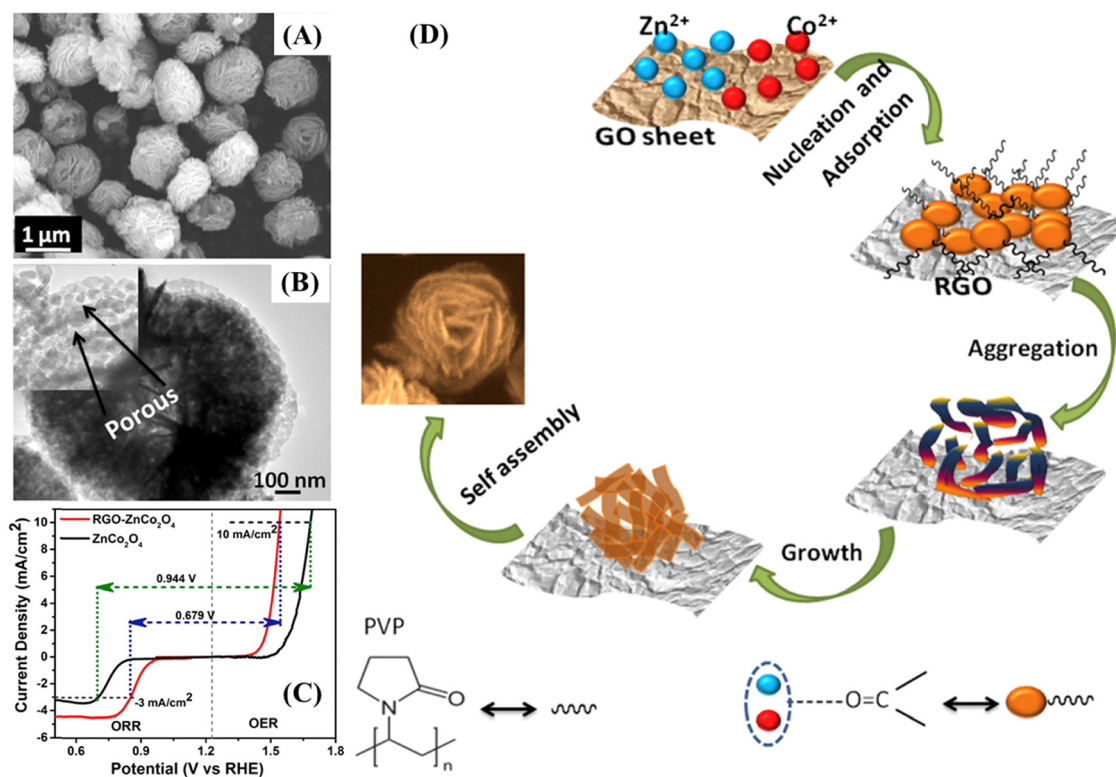 (A)
1 μm
(B)
Porous
100 nm
RGO-ZnCo₂O₄
ZnCo₂O₄
10 mA/cm²
0.944 V
0.679 V
-3 mA/cm²
(C)
ORR
OER
Current Density (mA/cm²)
10
8
6
4
2
0
-2
-4
-6
0.6
0.9
1.2
1.5
1.8
Potential (V vs RHE)
(D)
Zn²⁺
Co²⁺
GO sheet
Nucleation and
Adsorption
RGO
Aggregation
Growth
Self assembly
PVP
N
O
n
O=C